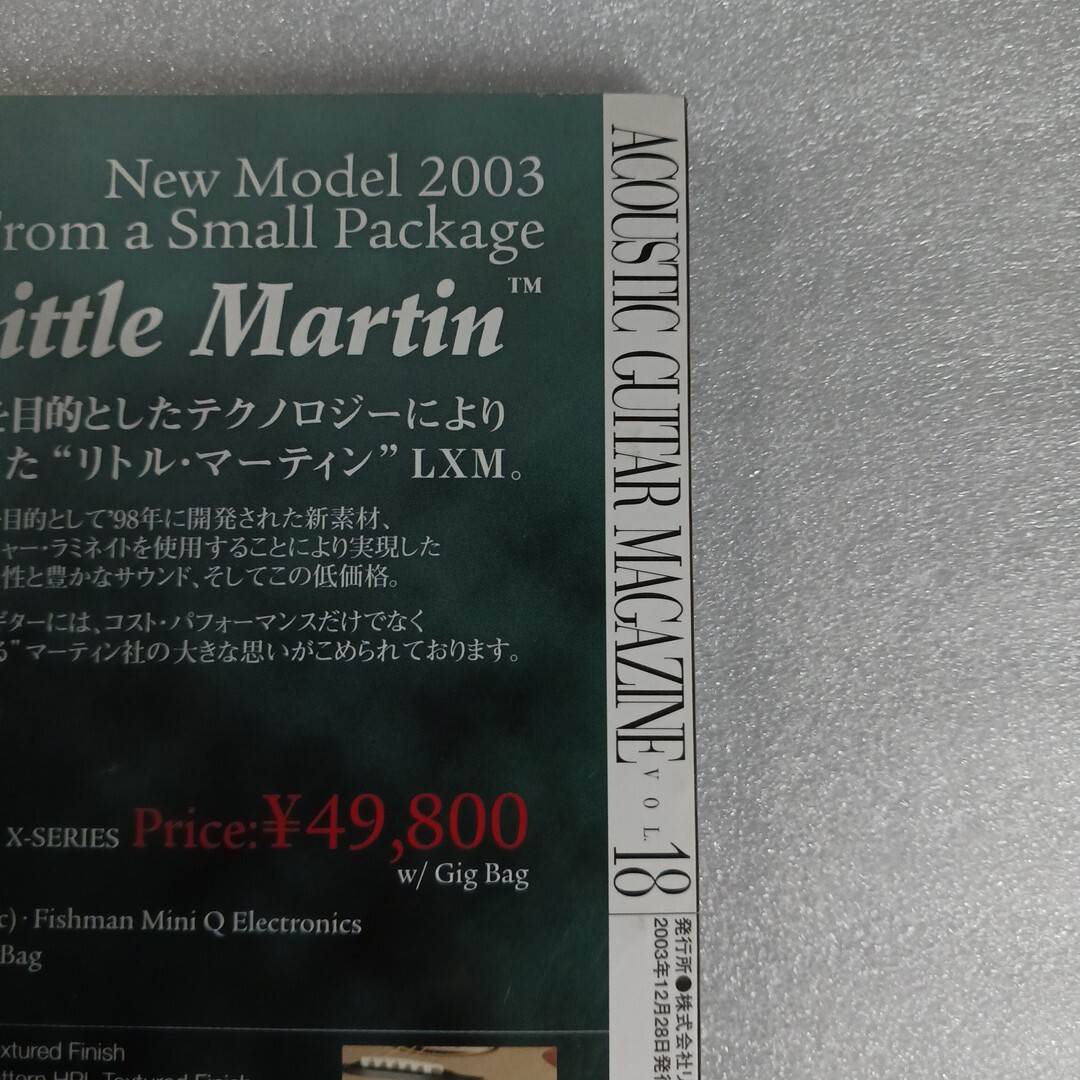 New Model 2003
From a Small Package
ittle Martin™
を目的としたテクノロジーにより
た“リトル・マーティン”LXM。
目的として'98年に開発された新素材、
ャー・ラミネイトを使用することにより実現した
性と豊かなサウンド、そしてこの低価格。
ギターには、コスト・パフォーマンスだけでなく
る”マーティン社の大きな思いがこめられております。
X-SERIES Price:¥49,800
w/ Gig Bag
c)・Fishman Mini Q Electronics
Bag
xtured Finish
ttern HPL Textured Finish
ACOUSTIC GUITAR MAGAZINE VOL.18
発行所●株式会社リ
2003年12月28日発行